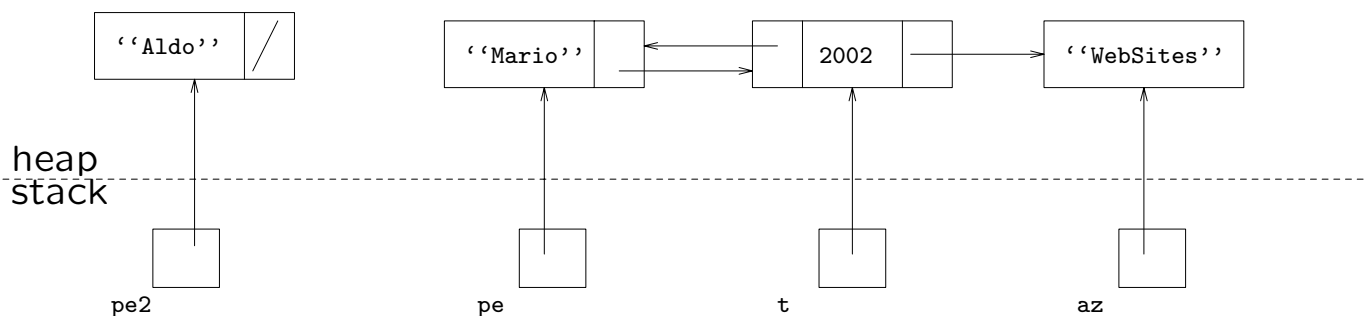 ‘‘Aldo’’
‘‘Mario’’
2002
‘‘WebSites’’
heap
stack
pe2
pe
t
az